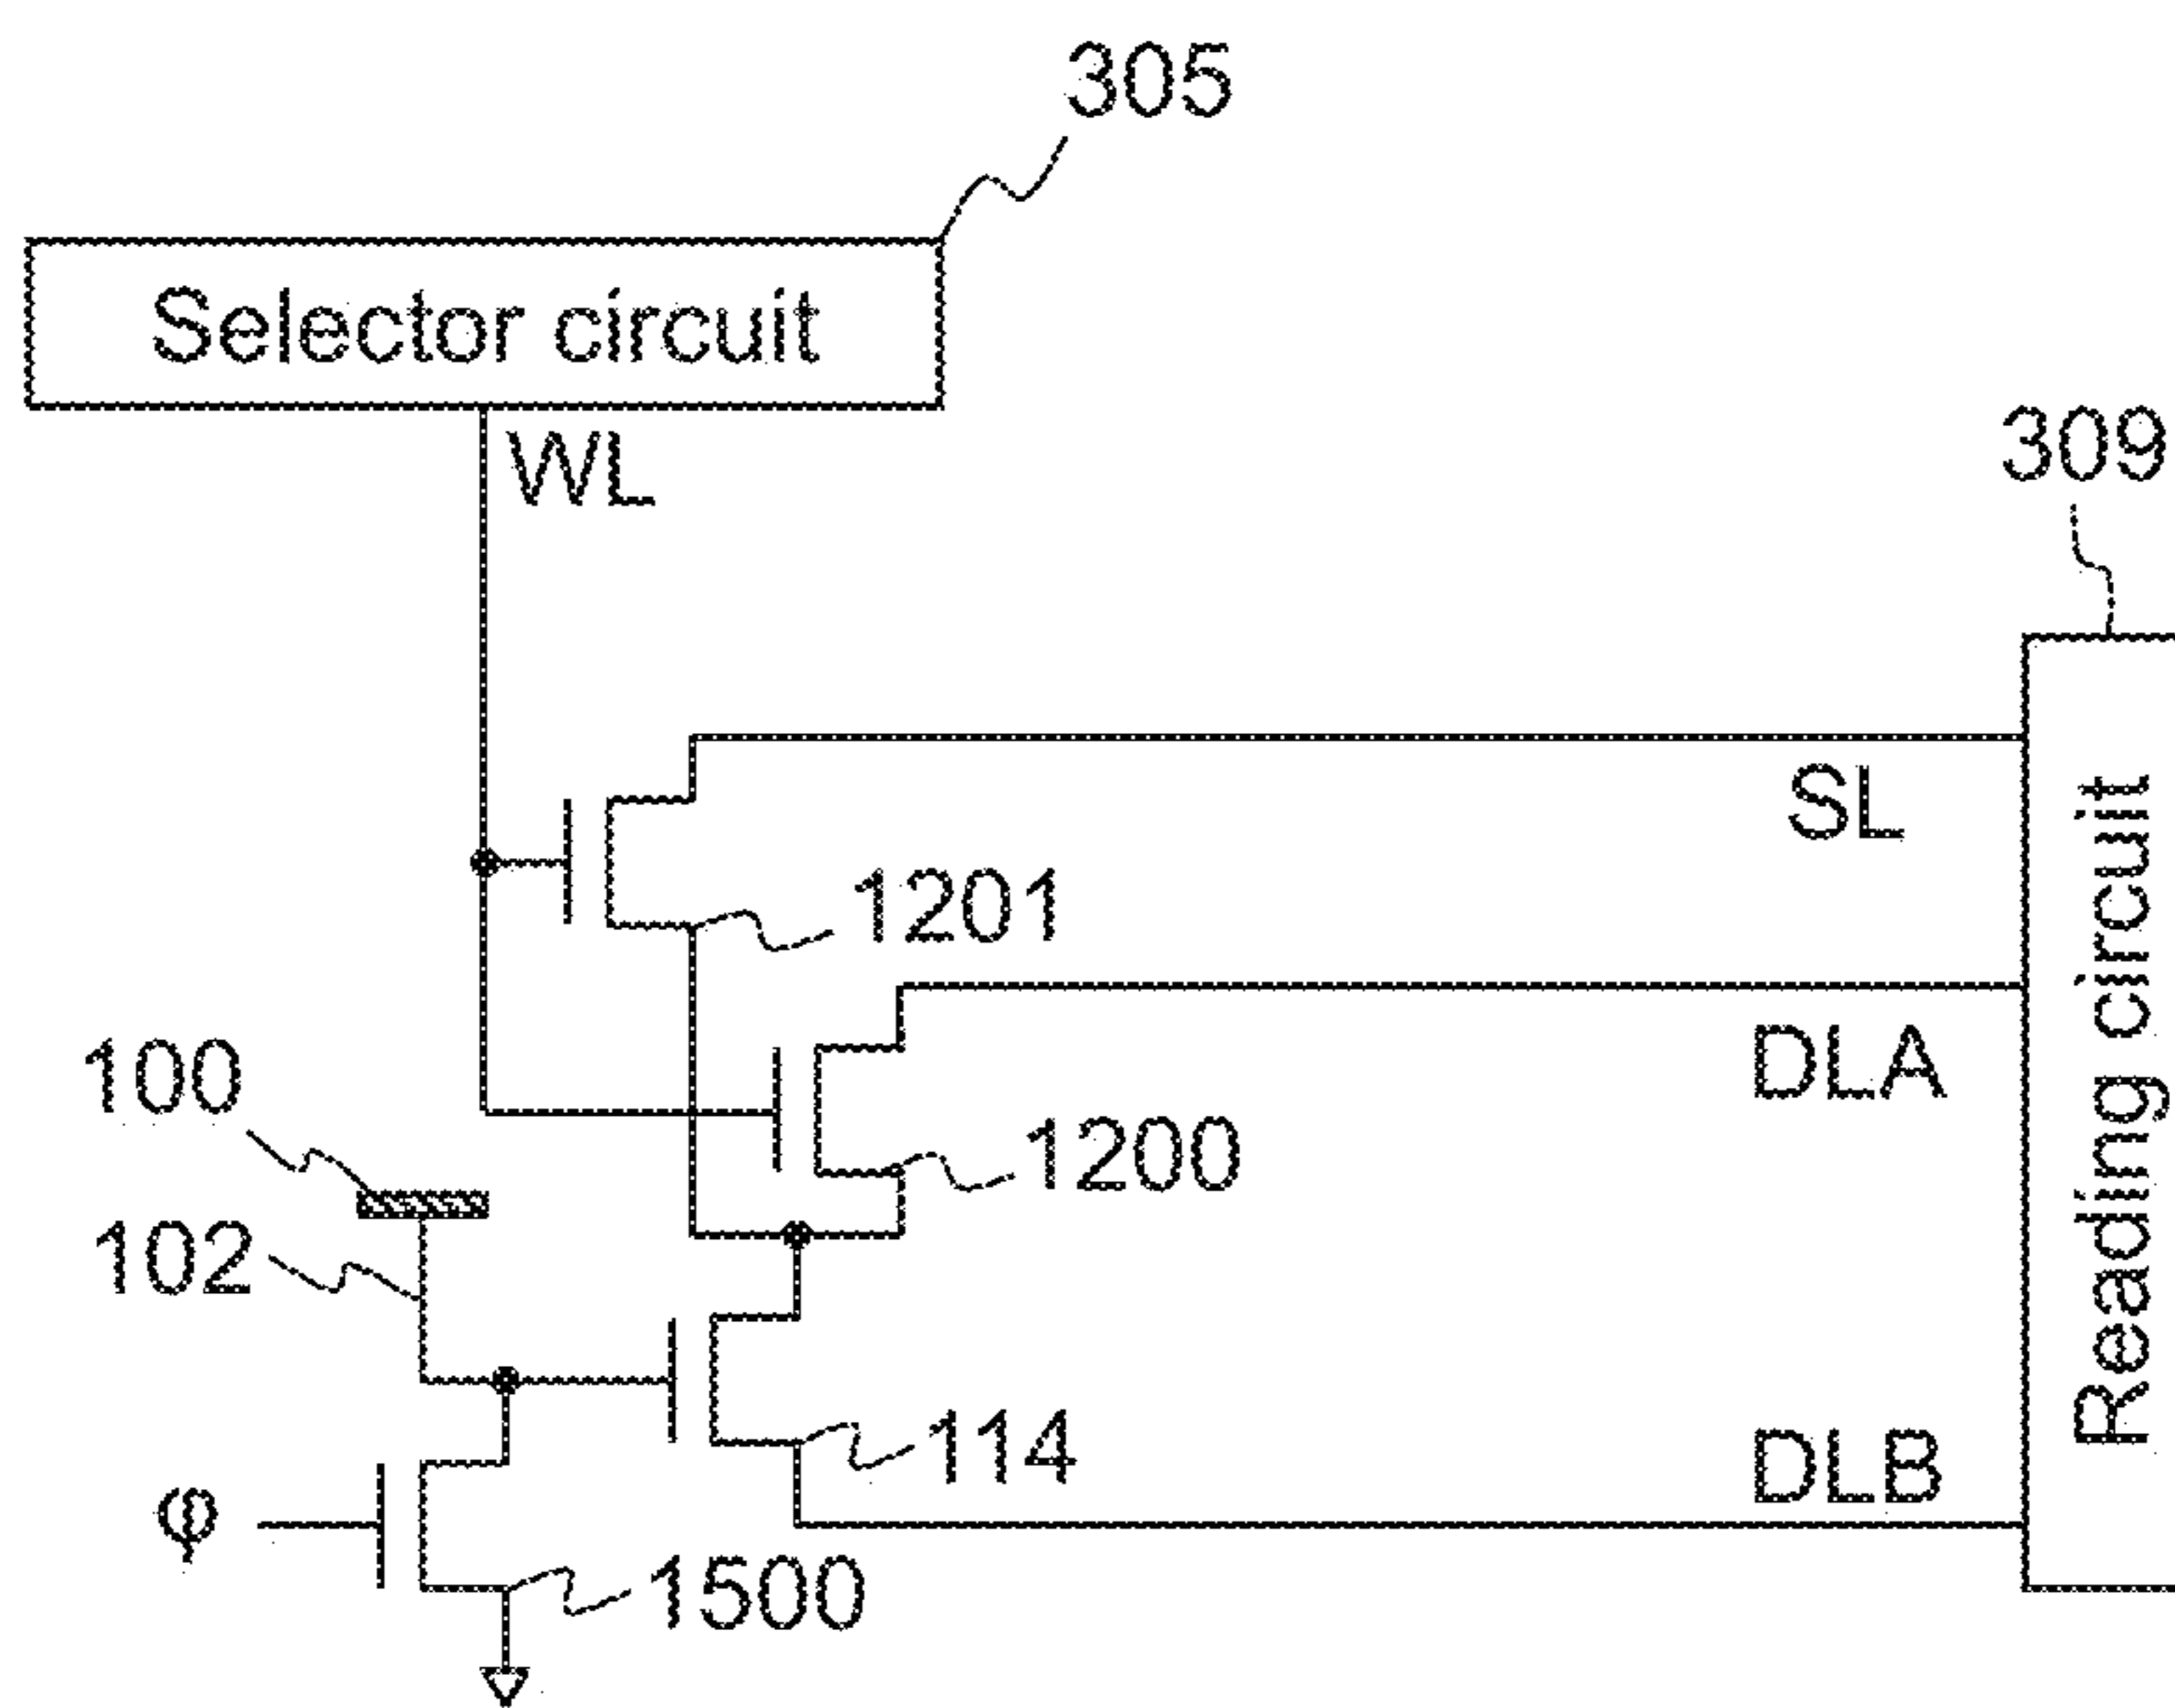 305
Selector circuit
WL
309
SL
1201
Reading circuit
DLA
100
1200
102
DLB
114
φ
1500